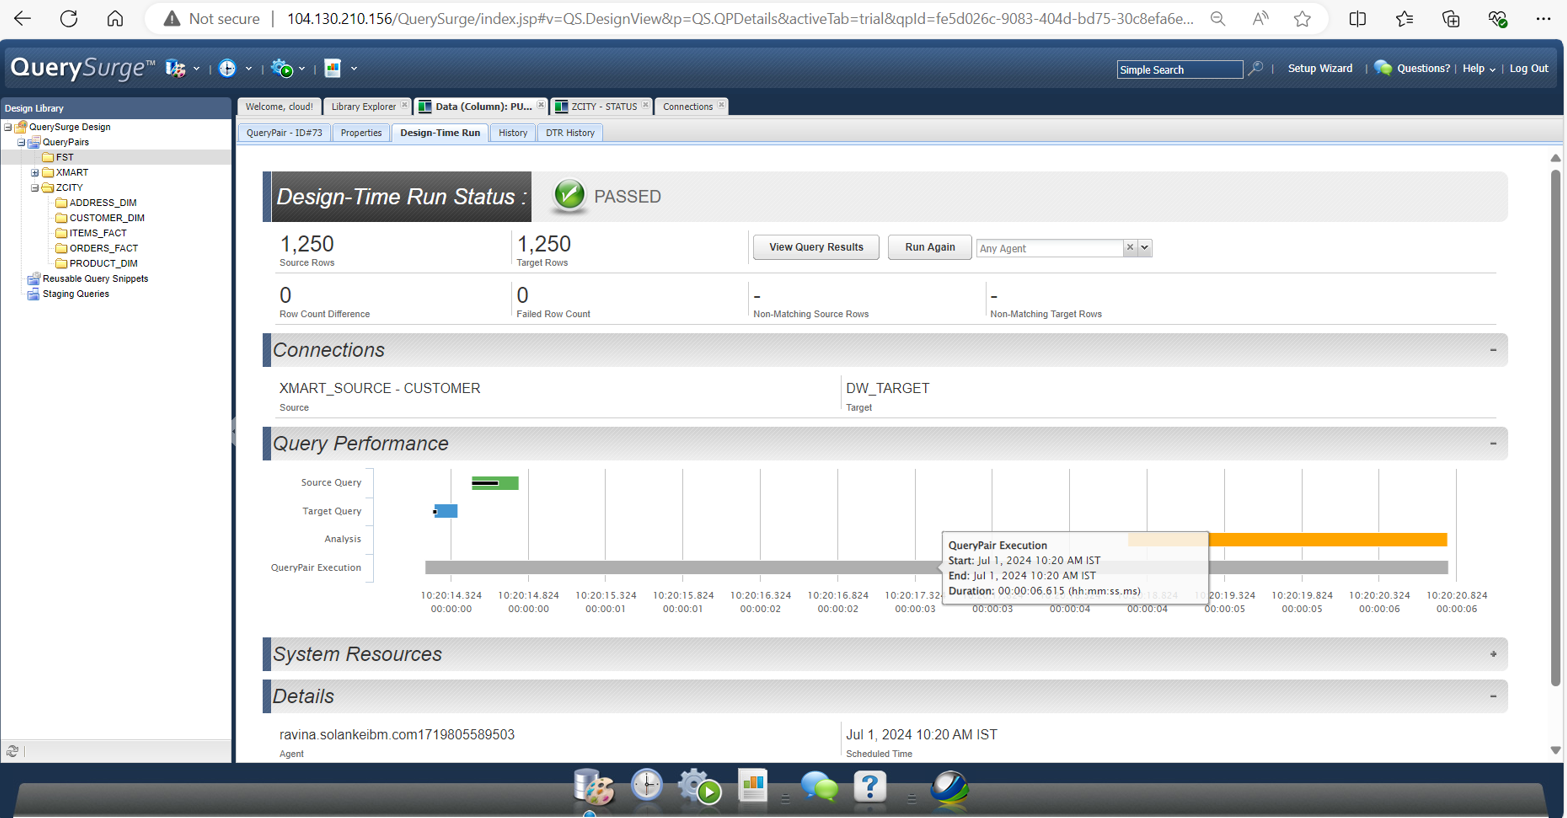 Not secure | 104.130.210.156/QuerySurge/index.jsp#v=QS.DesignView&p=QS.QPDetails&activeTab=trial&qpId=fe5d026c-9083-404d-bd75-30c8efa6e...
QuerySurge™
Simple Search
Setup Wizard | Questions? | Help | Log Out
Design Library
QuerySurge Design
QueryPairs
FST
XMART
ZCITY
ADDRESS_DIM
CUSTOMER_DIM
ITEMS_FACT
ORDERS_FACT
PRODUCT_DIM
Reusable Query Snippets
Staging Queries
Welcome, cloud! Library Explorer Data (Column): PU... ZCITY - STATUS Connections
QueryPair - ID#73 Properties Design-Time Run History DTR History
Design-Time Run Status : PASSED
1,250 1,250 View Query Results Run Again Any Agent
Source Rows Target Rows
0 0 - -
Row Count Difference Failed Row Count Non-Matching Source Rows Non-Matching Target Rows
Connections
XMART_SOURCE - CUSTOMER DW_TARGET
Source Target
Query Performance
Source Query
Target Query
Analysis
QueryPair Execution
QueryPair Execution
Start: Jul 1, 2024 10:20 AM IST
End: Jul 1, 2024 10:20 AM IST
Duration: 00:00:06.615 (hh:mm:ss.ms)
10:20:14.324 10:20:14.824 10:20:15.324 10:20:15.824 10:20:16.324 10:20:16.824 10:20:17.324 10:20:19.324 10:20:19.824 10:20:20.324 10:20:20.824
00:00:00 00:00:00 00:00:01 00:00:01 00:00:02 00:00:02 00:00:03 00:00:03 00:00:04 00:00:04 00:00:05 00:00:05 00:00:06 00:00:06
System Resources
Details
ravina.solankeibm.com1719805589503 Jul 1, 2024 10:20 AM IST
Agent Scheduled Time